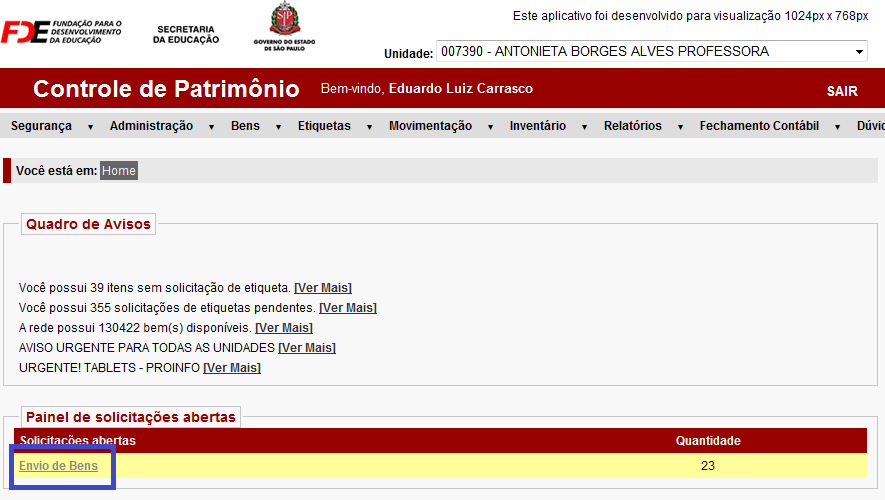 FDE FUNDAÇÃO PARA O DESENVOLVIMENTO DA EDUCAÇÃO
SECRETARIA DA EDUCAÇÃO
GOVERNO DO ESTADO DE SÃO PAULO
Este aplicativo foi desenvolvido para visualização 1024px x 768px
Unidade: 007390 - ANTONIETA BORGES ALVES PROFESSORA
Controle de Patrimônio Bem-vindo, Eduardo Luiz Carrasco SAIR
Segurança Administração Bens Etiquetas Movimentação Inventário Relatórios Fechamento Contábil Dúvid
Você está em: Home
Quadro de Avisos
Você possui 39 itens sem solicitação de etiqueta. [Ver Mais]
Você possui 355 solicitações de etiquetas pendentes. [Ver Mais]
A rede possui 130422 bem(s) disponíveis. [Ver Mais]
AVISO URGENTE PARA TODAS AS UNIDADES [Ver Mais]
URGENTE! TABLETS - PROINFO [Ver Mais]
Painel de solicitações abertas
Solicitações abertas Quantidade
Envio de Bens 23